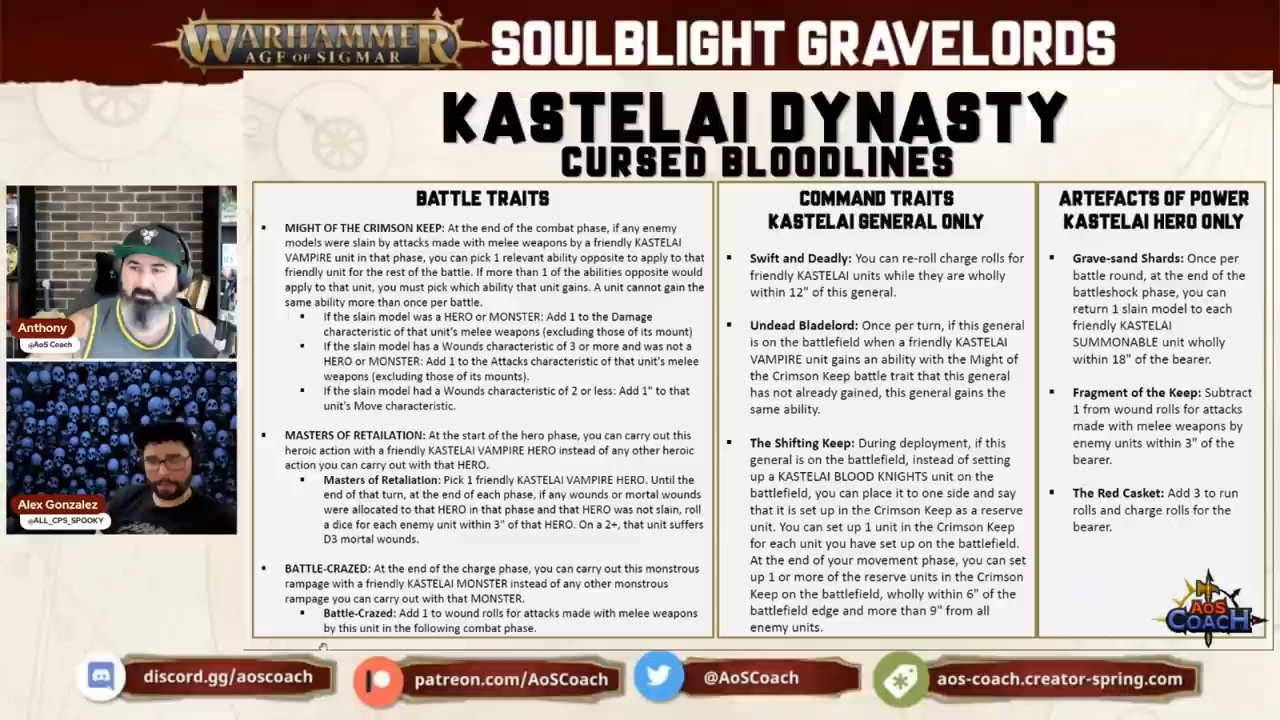 WARHAMMER
AGE OF SIGMAR
SOULBLIGHT GRAVELORDS
KASTELAI DYNASTY
CURSED BLOODLINES
BATTLE TRAITS
▪ MIGHT OF THE CRIMSON KEEP: At the end of the combat phase, if any enemy
models were slain by attacks made with melee weapons by a friendly KASTELAI
VAMPIRE unit in that phase, you can pick 1 relevant ability opposite to apply to that
friendly unit for the rest of the battle. If more than 1 of the abilities opposite would
apply to that unit, you must pick which ability that unit gains. A unit cannot gain the
same ability more than once per battle.
▪ If the slain model was a HERO or MONSTER: Add 1 to the Damage
characteristic of that unit's melee weapons (excluding those of its mount)
▪ If the slain model has a Wounds characteristic of 3 or more and was not a
HERO or MONSTER: Add 1 to the Attacks characteristic of that unit's melee
weapons (excluding those of its mounts).
▪ If the slain model had a Wounds characteristic of 2 or less: Add 1" to that
unit's Move characteristic.
▪ MASTERS OF RETAILATION: At the start of the hero phase, you can carry out this
heroic action with a friendly KASTELAI VAMPIRE HERO instead of any other heroic
action you can carry out with that HERO.
▪ Masters of Retaliation: Pick 1 friendly KASTELAI VAMPIRE HERO. Until the
end of that turn, at the end of each phase, if any wounds or mortal wounds
were allocated to that HERO in that phase and that HERO was not slain, roll
a dice for each enemy unit within 3" of that HERO. On a 2+, that unit suffers
D3 mortal wounds.
▪ BATTLE-CRAZED: At the end of the charge phase, you can carry out this monstrous
rampage with a friendly KASTELAI MONSTER instead of any other monstrous
rampage you can carry out with that MONSTER.
▪ Battle-Crazed: Add 1 to wound rolls for attacks made with melee weapons
by this unit in the following combat phase.
COMMAND TRAITS
KASTELAI GENERAL ONLY
▪ Swift and Deadly: You can re-roll charge rolls for
friendly KASTELAI units while they are wholly
within 12" of this general.
▪ Undead Bladelord: Once per turn, if this general
is on the battlefield when a friendly KASTELAI
VAMPIRE unit gains an ability with the Might of
the Crimson Keep battle trait that this general
has not already gained, this general gains the
same ability.
▪ The Shifting Keep: During deployment, if this
general is on the battlefield, instead of setting
up a KASTELAI BLOOD KNIGHTS unit on the
battlefield, you can place it to one side and say
that it is set up in the Crimson Keep as a reserve
unit. You can set up 1 unit in the Crimson Keep
for each unit you have set up on the battlefield.
At the end of your movement phase, you can set
up 1 or more of the reserve units in the Crimson
Keep on the battlefield, wholly within 6" of the
battlefield edge and more than 9" from all
enemy units.
ARTEFACTS OF POWER
KASTELAI HERO ONLY
▪ Grave-sand Shards: Once per
battle round, at the end of the
battleshock phase, you can
return 1 slain model to each
friendly KASTELAI
SUMMONABLE unit wholly
within 18" of the bearer.
▪ Fragment of the Keep: Subtract
1 from wound rolls for attacks
made with melee weapons by
enemy units within 3" of the
bearer.
▪ The Red Casket: Add 3 to run
rolls and charge rolls for the
bearer.
Anthony
@AoS Coach
Alex Gonzalez
@ALL_CPS_SPOOKY
AoS
COACH
discord.gg/aoscoach
patreon.com/AoSCoach
@AoSCoach
aos-coach.creator-spring.com